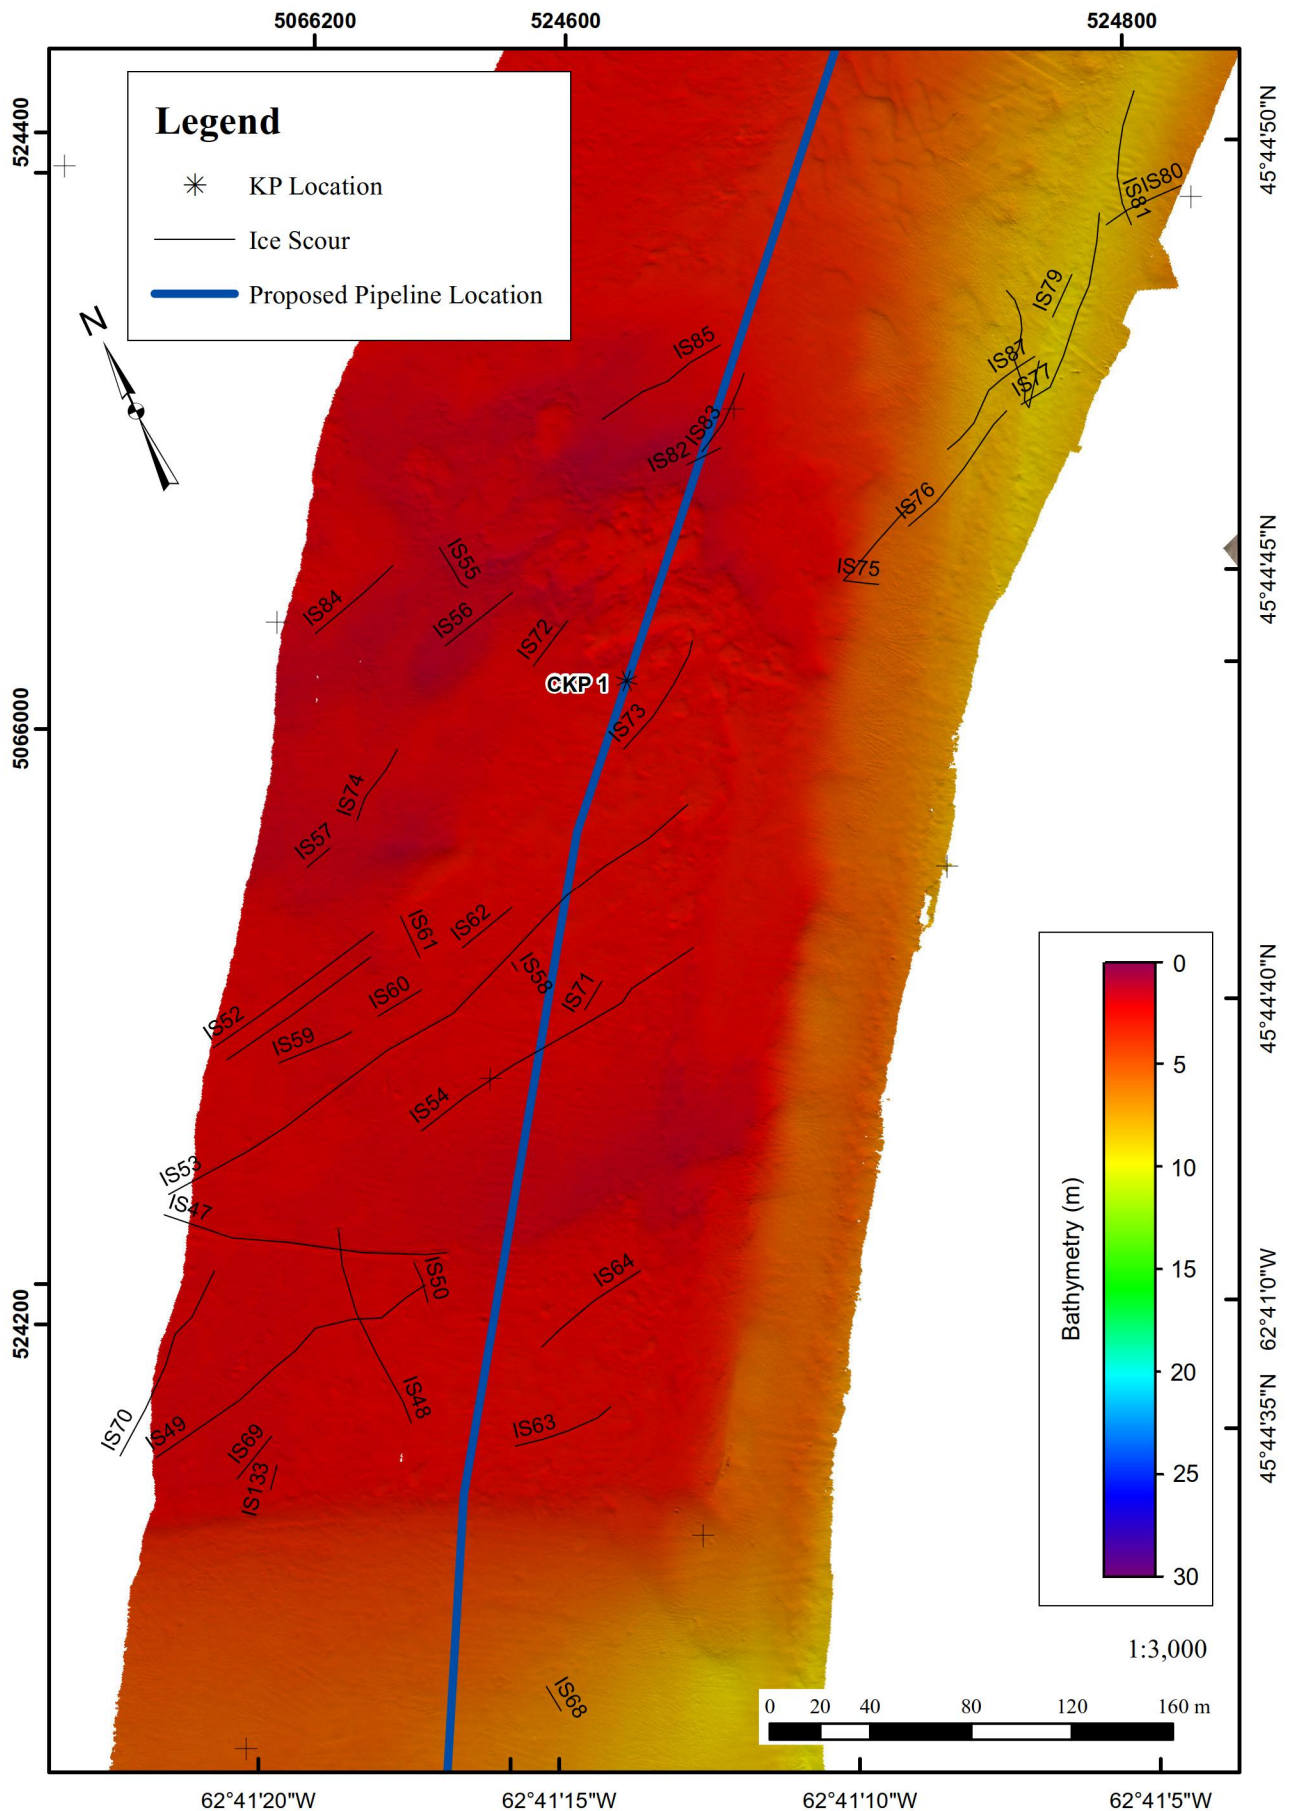 5066200 524600 524800
Legend
KP Location
Ice Scour
Proposed Pipeline Location
N
524400
5066000
524200
45°44'50"N
45°44'45"N
45°44'40"N
62°41'0"W
45°44'35"N
IS80
IS81
IS79
IS87
IS77
IS85
IS83
IS82
IS76
IS75
IS55
IS84
IS56
IS72
CKP 1
IS73
IS74
IS57
IS61
IS62
IS58
IS60
IS71
IS52
IS59
IS54
IS53
IS47
IS50
IS64
IS48
IS70
IS49
IS69
IS63
IS133
IS68
Bathymetry (m)
0
5
10
15
20
25
30
1:3,000
0 20 40 80 120 160 m
62°41'20"W 62°41'15"W 62°41'10"W 62°41'5"W